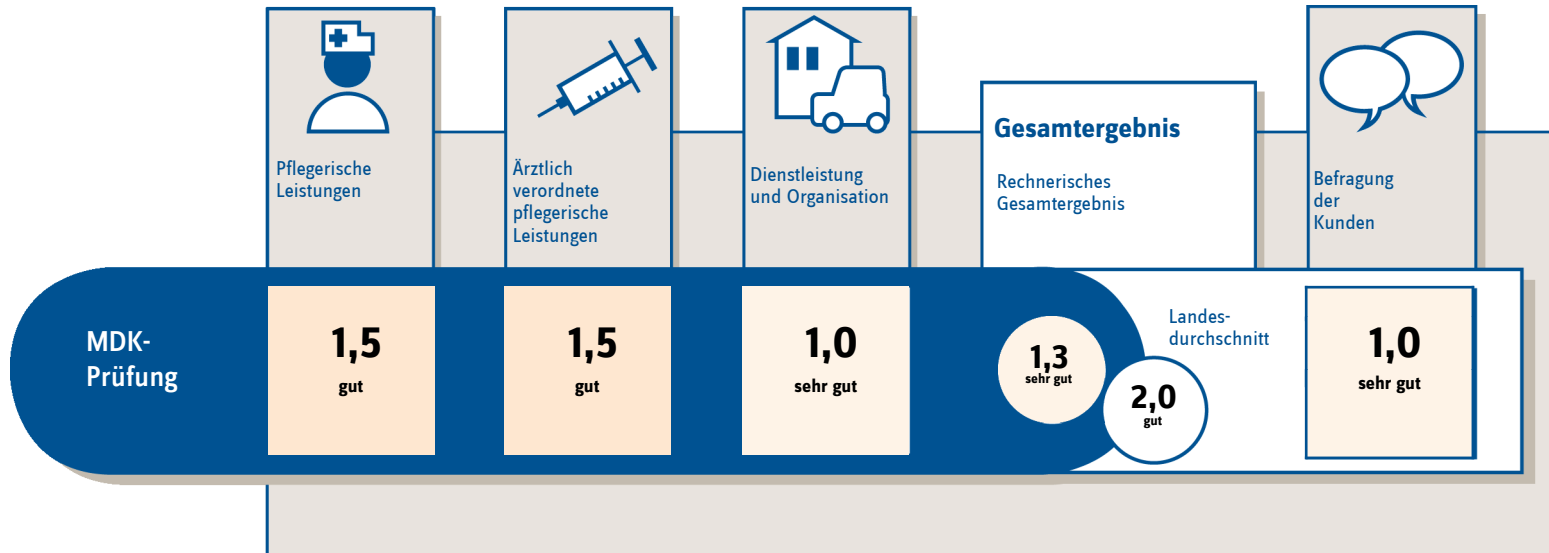 Pflegerische
Leistungen
Ärztlich
verordnete
pflegerische
Leistungen
Dienstleistung
und Organisation
Gesamtergebnis
Rechnerisches
Gesamtergebnis
Befragung
der
Kunden
MDK-
Prüfung
1,5
gut
1,5
gut
1,0
sehr gut
1,3
sehr gut
Landes-
durchschnitt
2,0
gut
1,0
sehr gut